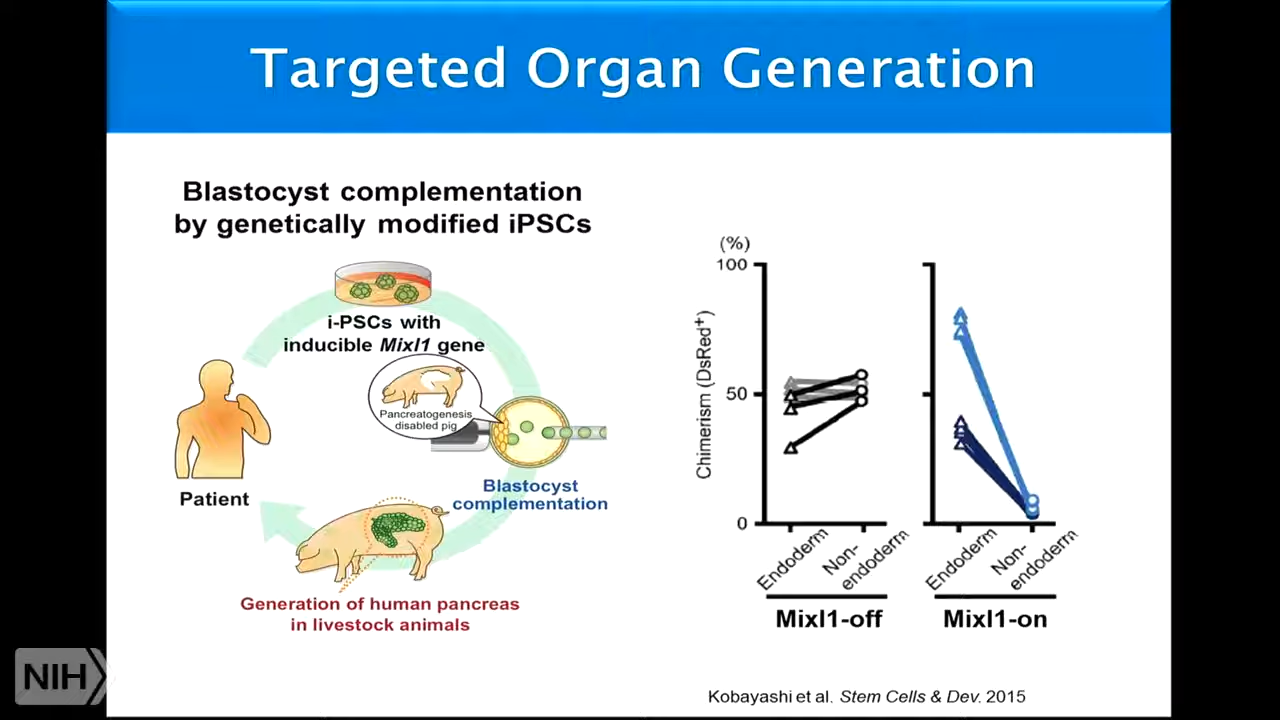 Targeted Organ Generation
Blastocyst complementation
by genetically modified iPSCs
i-PSCs with
inducible Mixl1 gene
Pancreatogenesis
disabled pig
Patient
Blastocyst
complementation
Generation of human pancreas
in livestock animals
(%)
100
50
0
Chimerism (DsRed+)
Endoderm
Non-
endoderm
Endoderm
Non-
endoderm
Mixl1-off
Mixl1-on
Kobayashi et al. Stem Cells & Dev. 2015
NIH